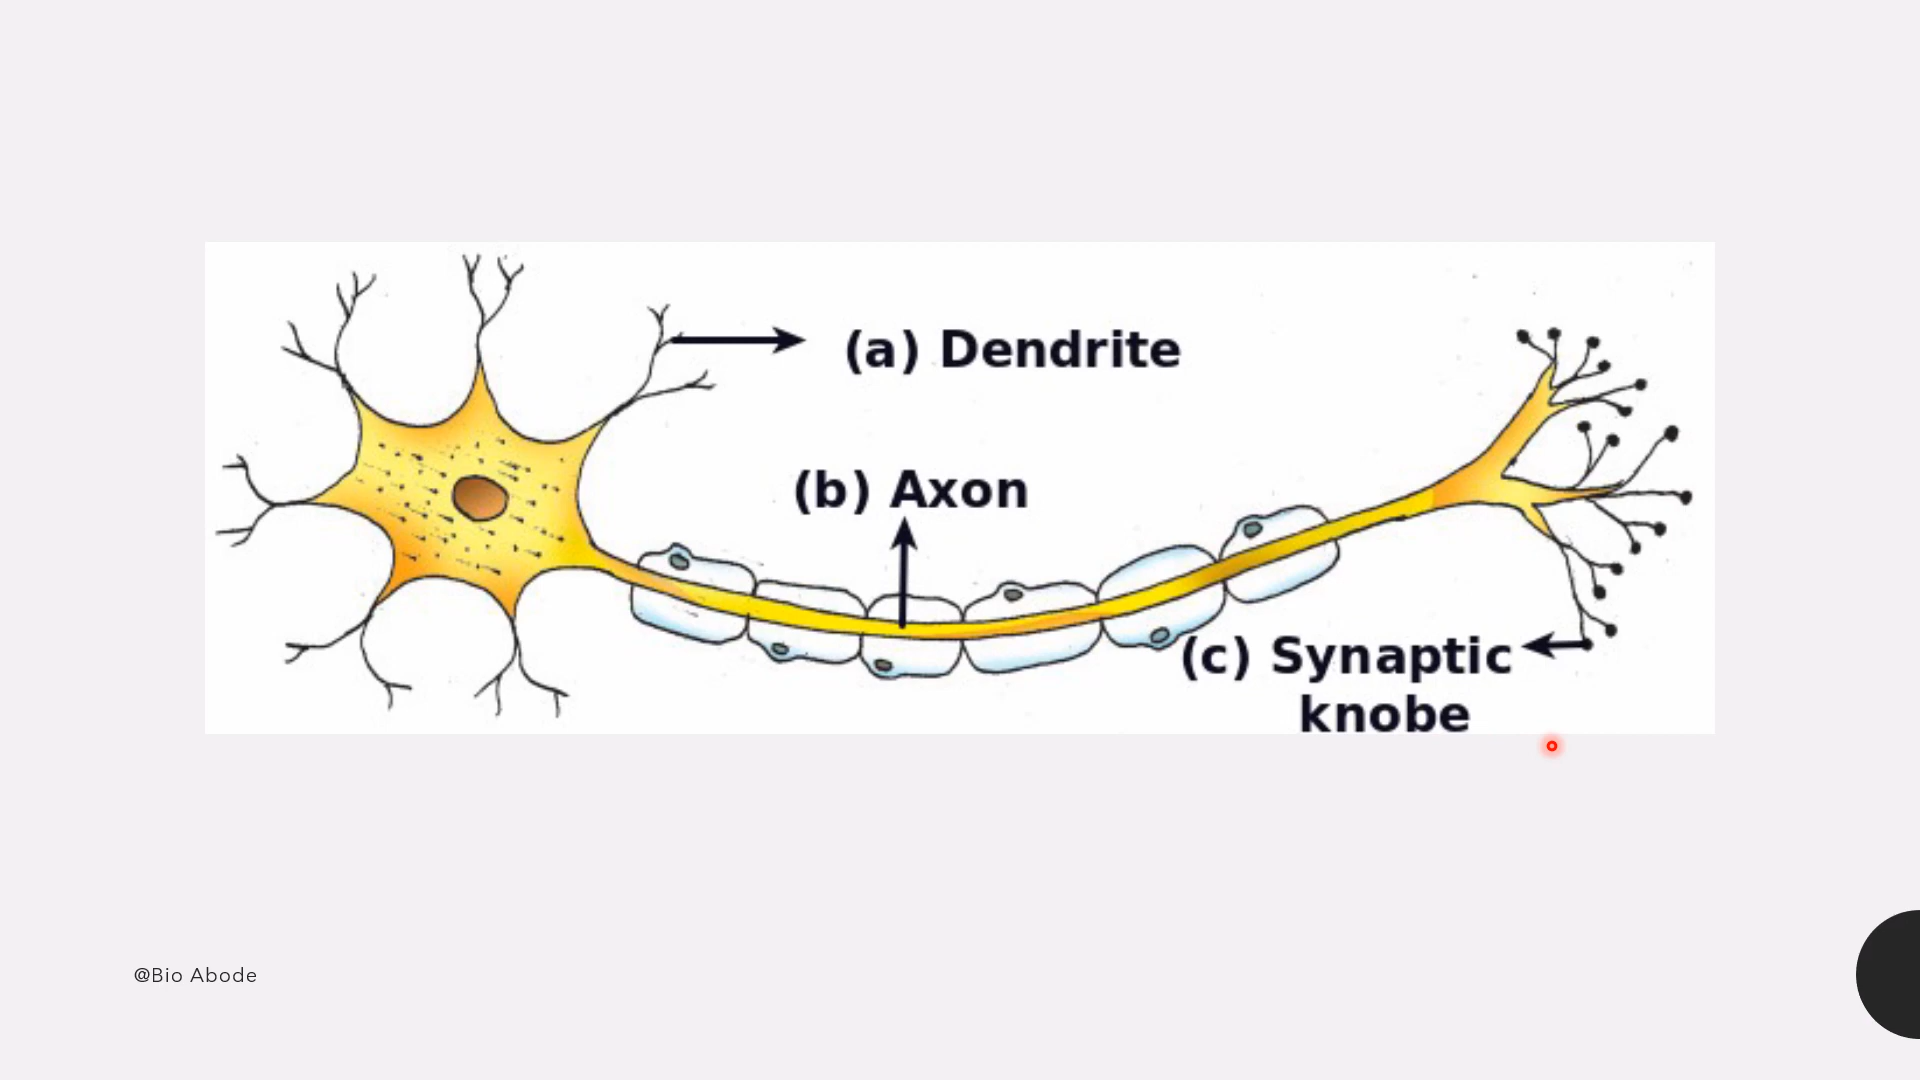 (a) Dendrite
(b) Axon
(c) Synaptic
knobe
@Bio Abode